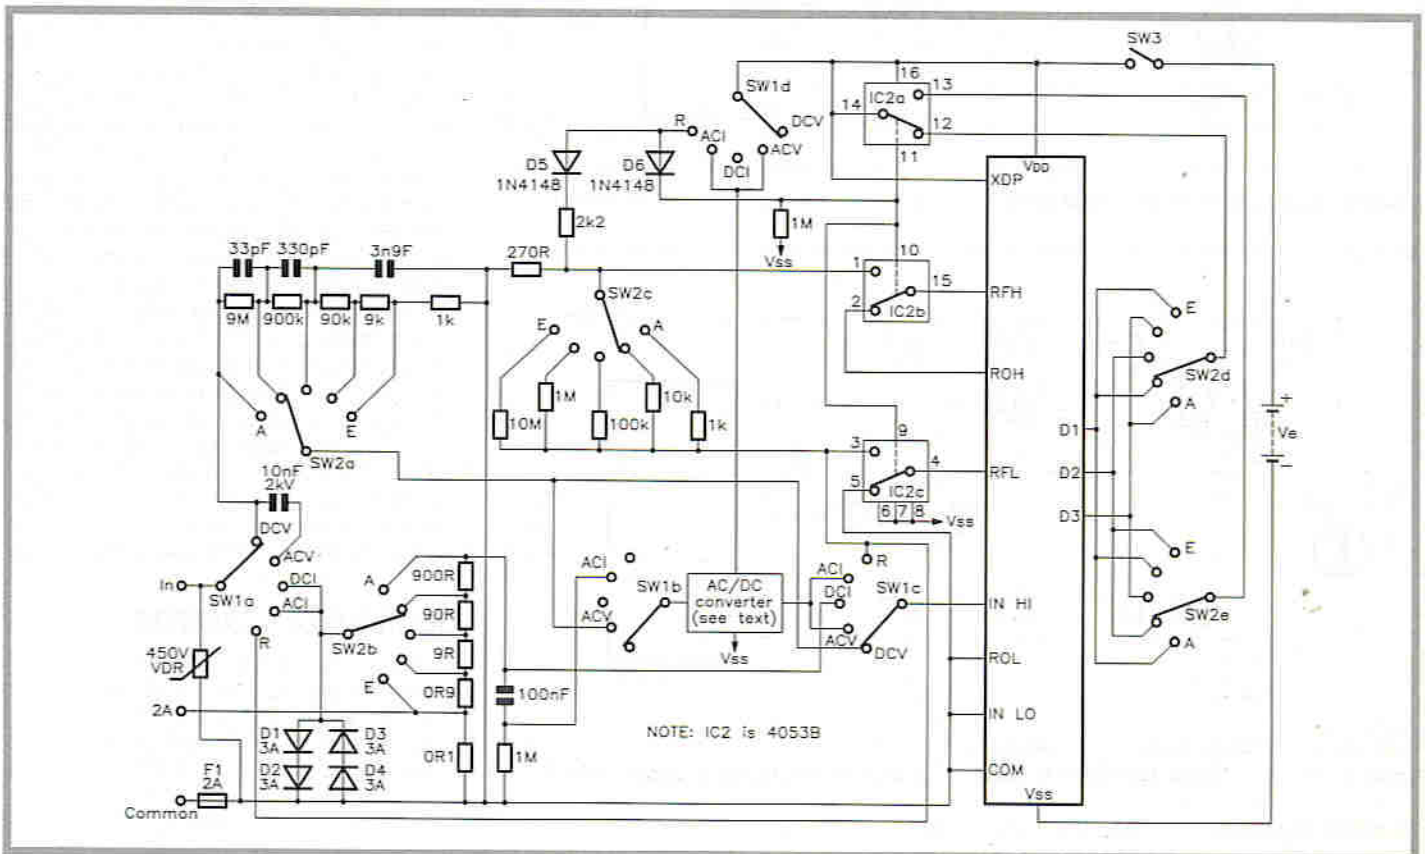 SW3
16
13
IC2a
14
12
11
SW1d
R
ACI
DCI
ACV
DCV
D5
1N4148
D6
1N4148
2k2
1M
Vss
VDD
XDP
33pF
330pF
3n9F
270R
9M
900k
90k
9k
1k
SW2c
E
A
1M
10k
10M
100k
1k
10
1
15
2
IC2b
RFH
ROH
E
SW2d
A
A
E
SW2a
10nF
2kV
9
3
4
5
IC2c
6 7 8
Vss
RFL
D1
D2
D3
+
Ve
-
DCV
ACV
DCI
ACI
R
In
SW1a
450V
VDR
2A
F1
2A
Common
A
SW2b
E
900R
90R
9R
0R9
0R1
D1
3A
D2
3A
D3
3A
D4
3A
100nF
1M
ACI
ACV
SW1b
AC/DC
converter
(see text)
Vss
ACI
DCI
ACV
R
SW1c
DCV
IN HI
ROL
IN LO
COM
Vss
E
SW2e
A
NOTE: IC2 is 4053B